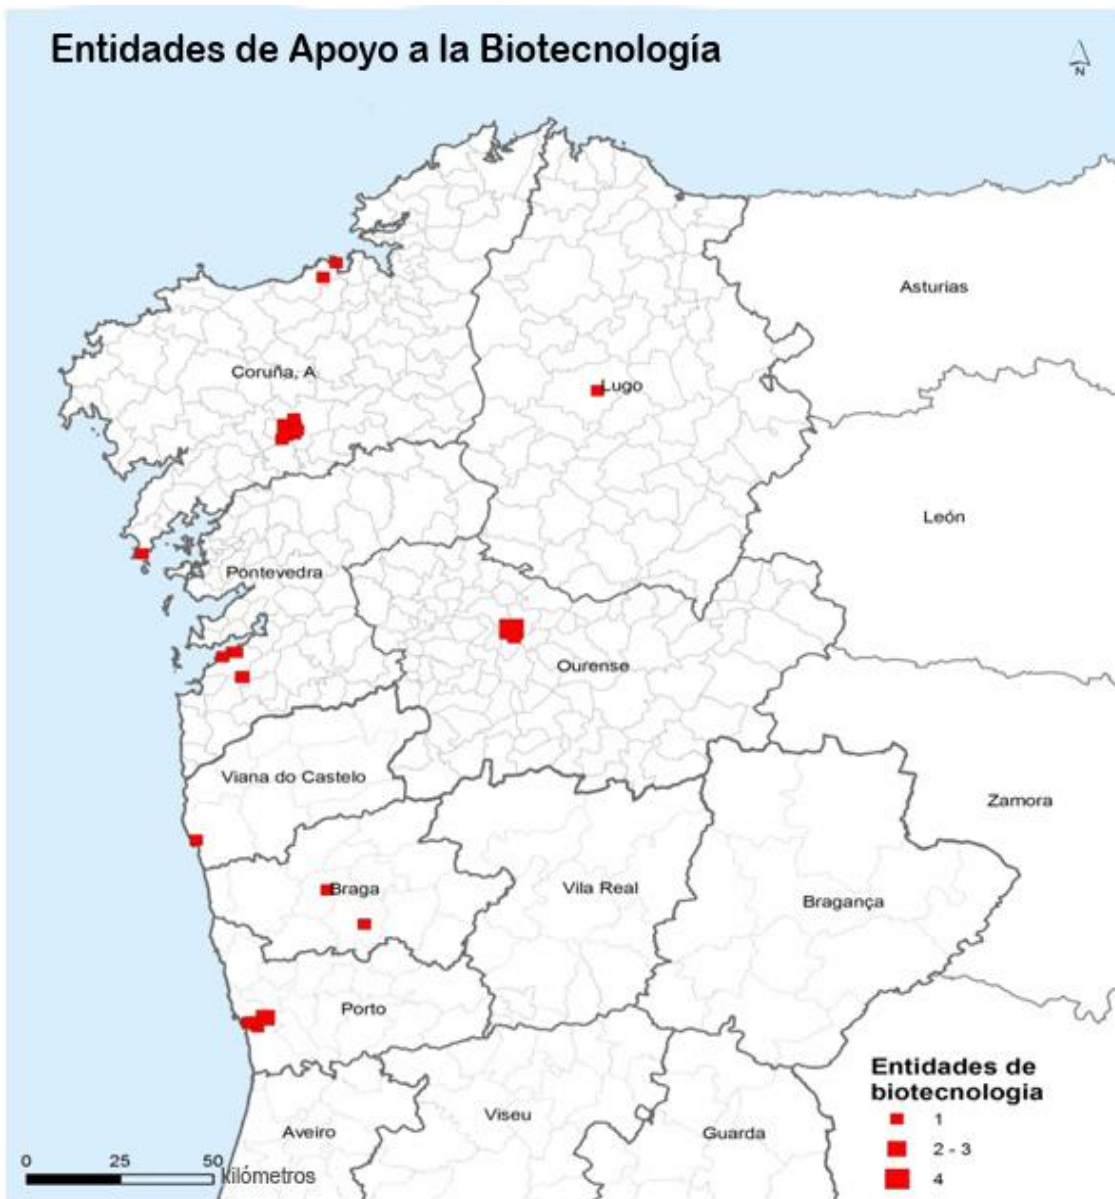 Entidades de Apoyo a la Biotecnología
N
Asturias
Coruña, A
Lugo
León
Pontevedra
Ourense
Viana do Castelo
Zamora
Braga
Vila Real
Bragança
Porto
Entidades de
biotecnologia
1
Viseu
Aveiro
Guarda
2 - 3
0 25 50 kilómetros
4